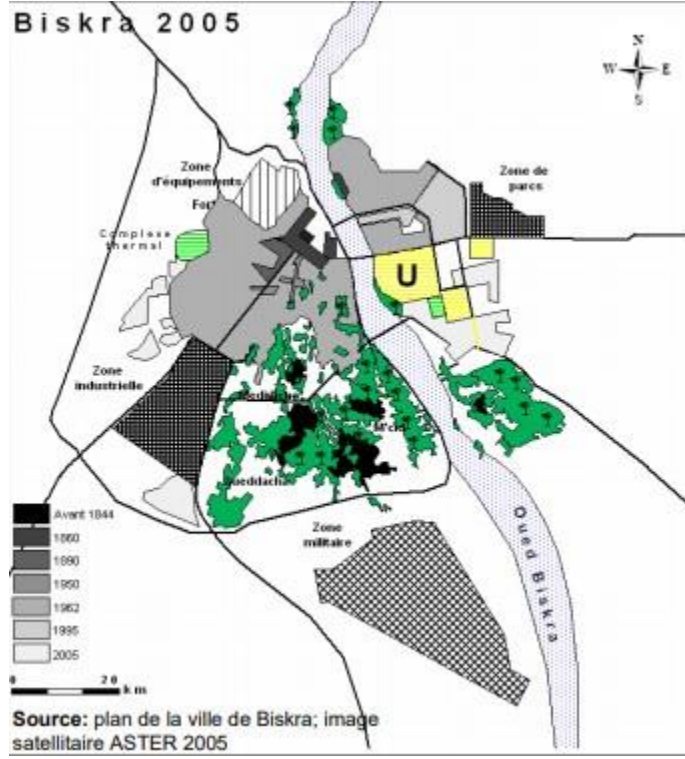 Biskra 2005
N
W E
S
Zone
d'équipements
Fort
Complexe
thermal
Zone de
parcs
U
Zone
industrielle
M'cid
Zone
militaire
Oued Biskra
Avant 1844
1860
1890
1950
1962
1995
2005
0 20
km
Source: plan de la ville de Biskra; image
satellitaire ASTER 2005